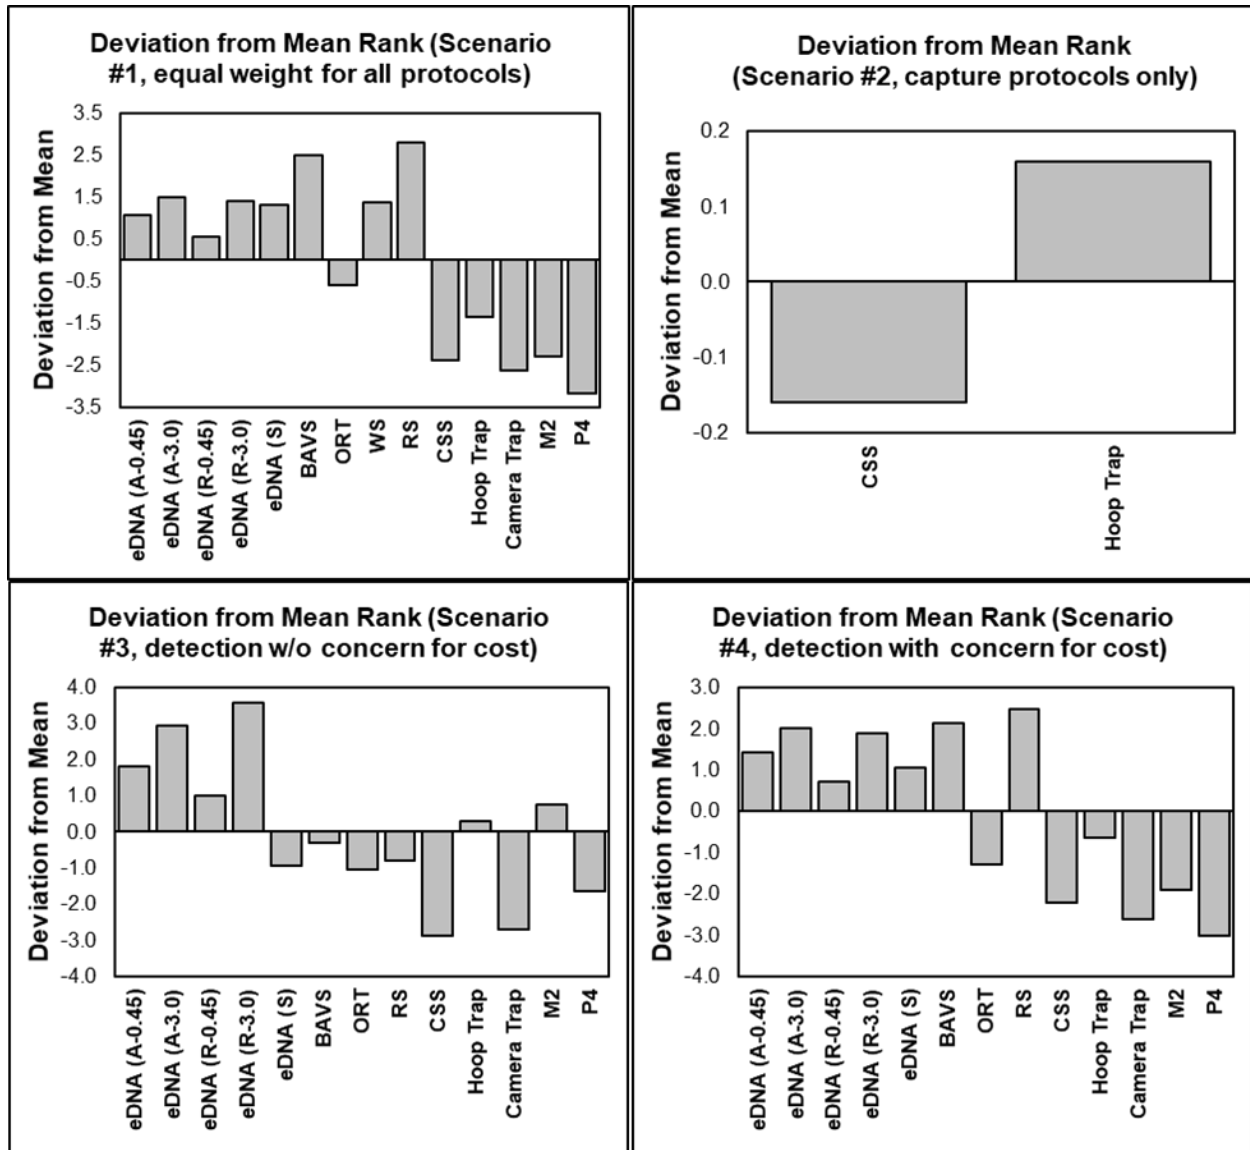 Deviation from Mean Rank (Scenario
#1, equal weight for all protocols)
Deviation from Mean
3.5
2.5
1.5
0.5
-0.5
-1.5
-2.5
-3.5
eDNA (A-0.45)
eDNA (A-3.0)
eDNA (R-0.45)
eDNA (R-3.0)
eDNA (S)
BAVS
ORT
WS
RS
CSS
Hoop Trap
Camera Trap
M2
P4
Deviation from Mean Rank
(Scenario #2, capture protocols only)
Deviation from Mean
0.2
0.1
0.0
-0.1
-0.2
CSS
Hoop Trap
Deviation from Mean Rank (Scenario
#3, detection w/o concern for cost)
Deviation from Mean
4.0
3.0
2.0
1.0
0.0
-1.0
-2.0
-3.0
-4.0
eDNA (A-0.45)
eDNA (A-3.0)
eDNA (R-0.45)
eDNA (R-3.0)
eDNA (S)
BAVS
ORT
RS
CSS
Hoop Trap
Camera Trap
M2
P4
Deviation from Mean Rank (Scenario
#4, detection with concern for cost)
Deviation from Mean
3.0
2.0
1.0
0.0
-1.0
-2.0
-3.0
-4.0
eDNA (A-0.45)
eDNA (A-3.0)
eDNA (R-0.45)
eDNA (R-3.0)
eDNA (S)
BAVS
ORT
RS
CSS
Hoop Trap
Camera Trap
M2
P4